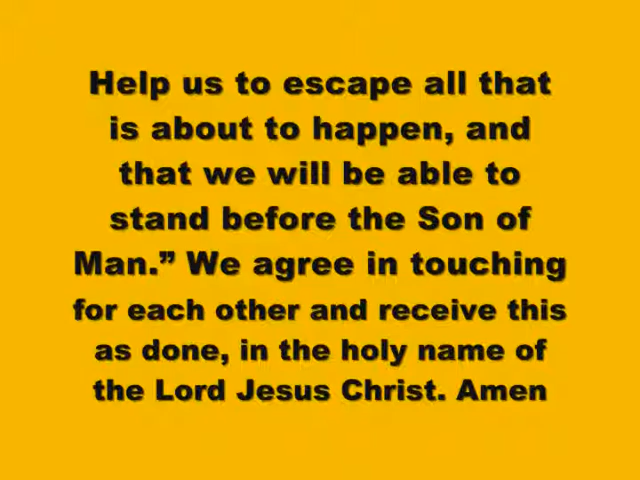 Help us to escape all that
is about to happen, and
that we will be able to
stand before the Son of
Man.” We agree in touching
for each other and receive this
as done, in the holy name of
the Lord Jesus Christ. Amen